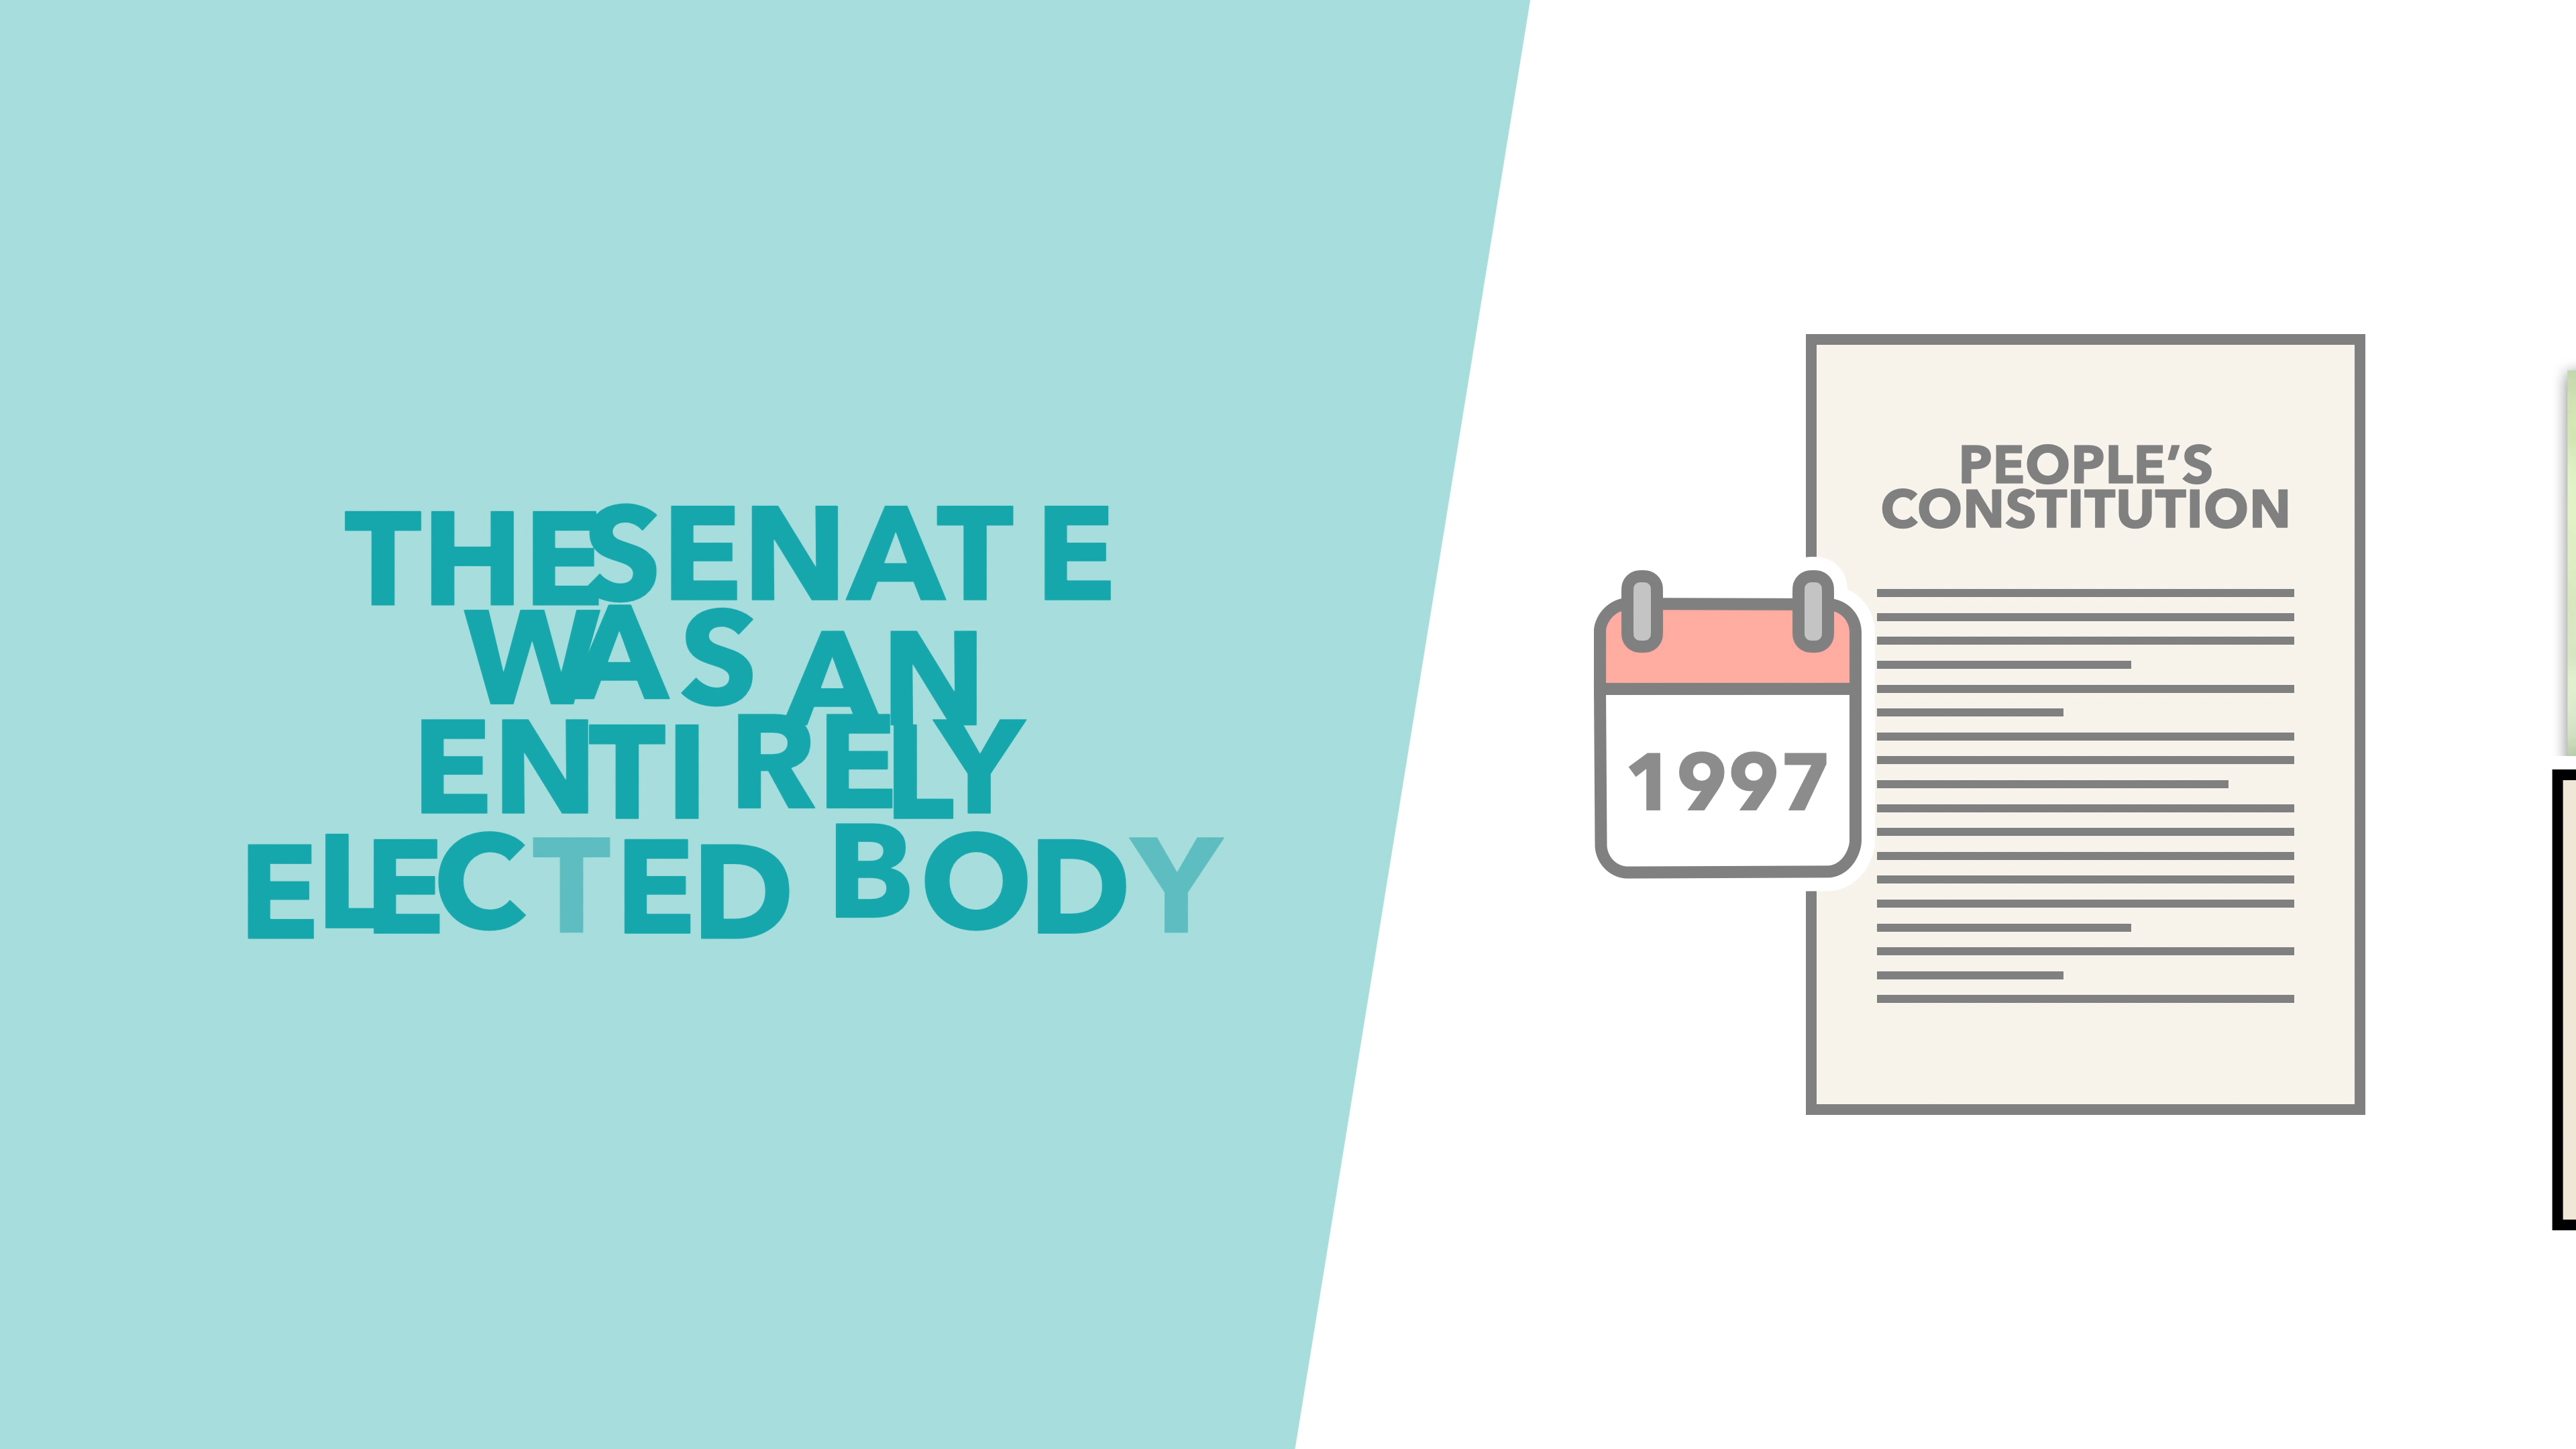 THE SENATE
WAS AN
ENTIRELY
ELECTED BODY
PEOPLE’S
CONSTITUTION
1997